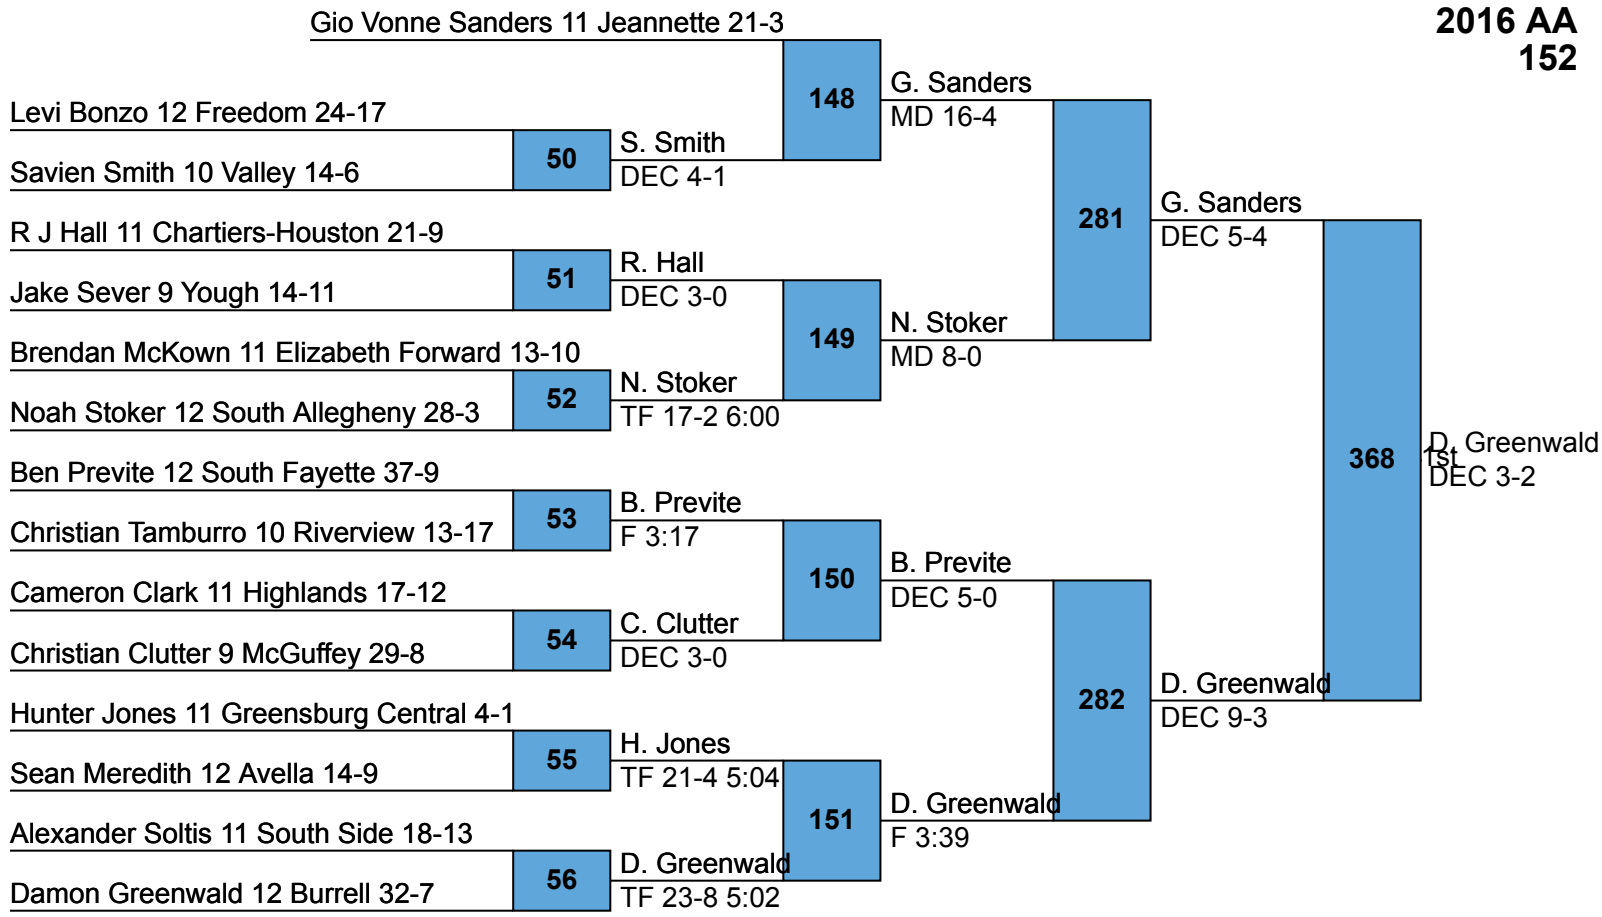 2016 AA
152
Gio Vonne Sanders 11 Jeannette 21-3
148
G. Sanders
MD 16-4
Levi Bonzo 12 Freedom 24-17
50
S. Smith
DEC 4-1
Savien Smith 10 Valley 14-6
281
G. Sanders
DEC 5-4
R J Hall 11 Chartiers-Houston 21-9
51
R. Hall
DEC 3-0
Jake Sever 9 Yough 14-11
149
N. Stoker
MD 8-0
Brendan McKown 11 Elizabeth Forward 13-10
52
N. Stoker
TF 17-2 6:00
Noah Stoker 12 South Allegheny 28-3
368
1st
D. Greenwald
DEC 3-2
Ben Previte 12 South Fayette 37-9
53
B. Previte
F 3:17
Christian Tamburro 10 Riverview 13-17
150
B. Previte
DEC 5-0
Cameron Clark 11 Highlands 17-12
54
C. Clutter
DEC 3-0
Christian Clutter 9 McGuffey 29-8
282
D. Greenwald
DEC 9-3
Hunter Jones 11 Greensburg Central 4-1
55
H. Jones
TF 21-4 5:04
Sean Meredith 12 Avella 14-9
151
D. Greenwald
F 3:39
Alexander Soltis 11 South Side 18-13
56
D. Greenwald
TF 23-8 5:02
Damon Greenwald 12 Burrell 32-7